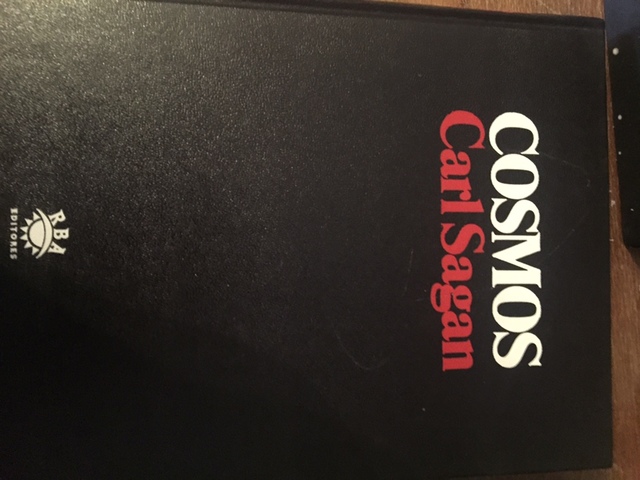 COSMOS
Carl Sagan
RBA
EDITORES